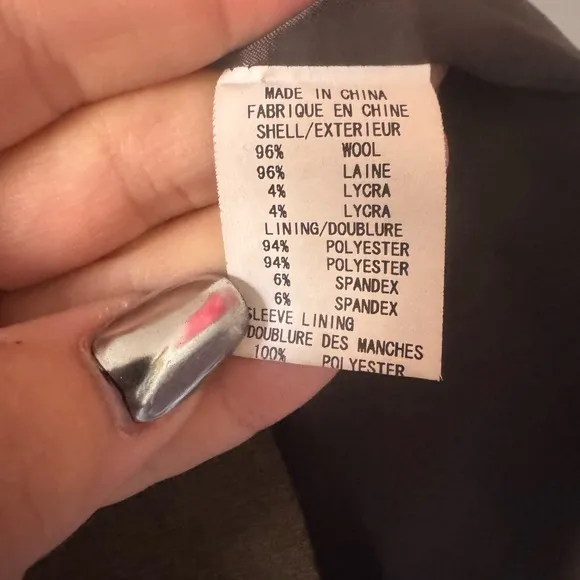 MADE IN CHINA
FABRIQUE EN CHINE
SHELL/EXTERIEUR
96% WOOL
96% LAINE
4% LYCRA
4% LYCRA
LINING/DOUBLURE
94% POLYESTER
94% POLYESTER
6% SPANDEX
6% SPANDEX
SLEEVE LINING
DOUBLURE DES MANCHES
100% POLYESTER